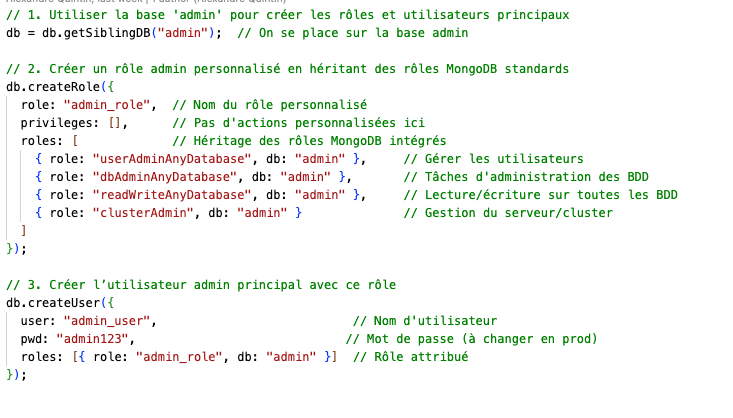 Alexandre Quintin, last week | 1 author (Alexandre Quintin)
// 1. Utiliser la base 'admin' pour créer les rôles et utilisateurs principaux
db = db.getSiblingDB("admin");  // On se place sur la base admin
// 2. Créer un rôle admin personnalisé en héritant des rôles MongoDB standards
db.createRole({
  role: "admin_role",  // Nom du rôle personnalisé
  privileges: [],      // Pas d'actions personnalisées ici
  roles: [             // Héritage des rôles MongoDB intégrés
    { role: "userAdminAnyDatabase", db: "admin" },     // Gérer les utilisateurs
    { role: "dbAdminAnyDatabase", db: "admin" },       // Tâches d'administration des BDD
    { role: "readWriteAnyDatabase", db: "admin" },     // Lecture/écriture sur toutes les BDD
    { role: "clusterAdmin", db: "admin" }              // Gestion du serveur/cluster
  ]
});
// 3. Créer l’utilisateur admin principal avec ce rôle
db.createUser({
  user: "admin_user",                           // Nom d'utilisateur
  pwd: "admin123",                             // Mot de passe (à changer en prod)
  roles: [{ role: "admin_role", db: "admin" }]  // Rôle attribué
});